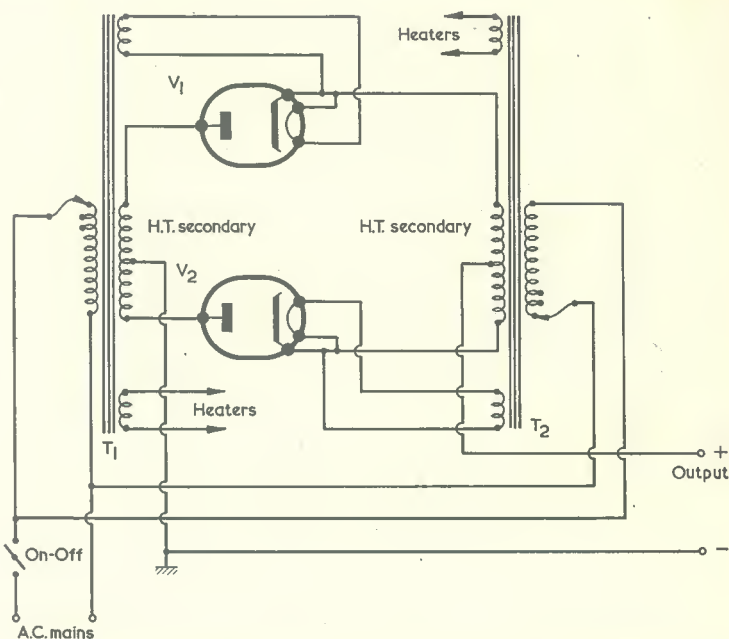 Heaters
V1
H.T. secondary
H.T. secondary
V2
Heaters
T1
T2
+
Output
−
On-Off
A.C. mains